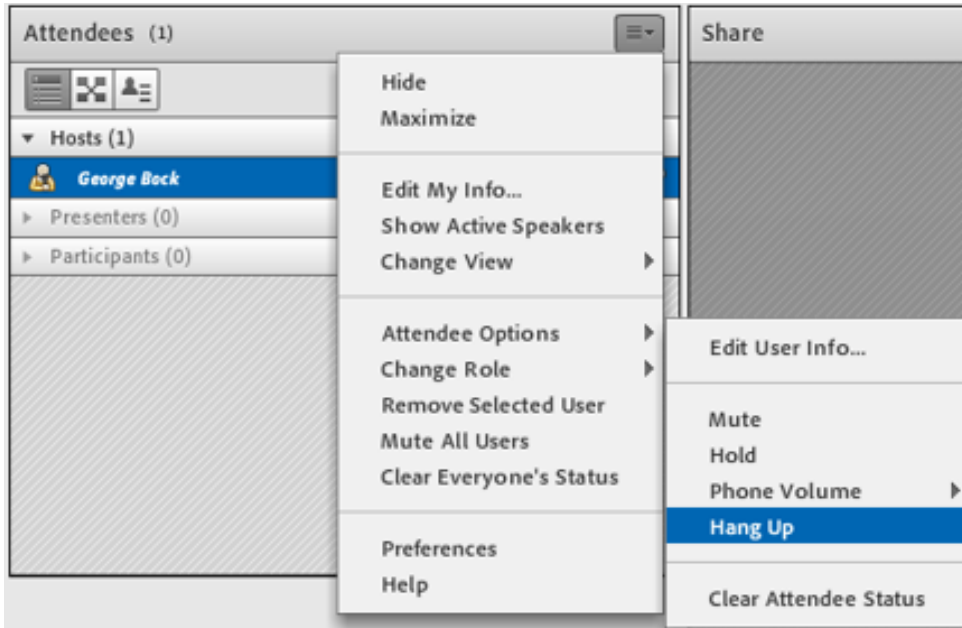 Attendees (1)
Share
Hide
Maximize
Hosts (1)
George Bock
Edit My Info...
Presenters (0)
Show Active Speakers
Participants (0)
Change View
Attendee Options
Change Role
Remove Selected User
Mute All Users
Clear Everyone's Status
Preferences
Help
Edit User Info...
Mute
Hold
Phone Volume
Hang Up
Clear Attendee Status